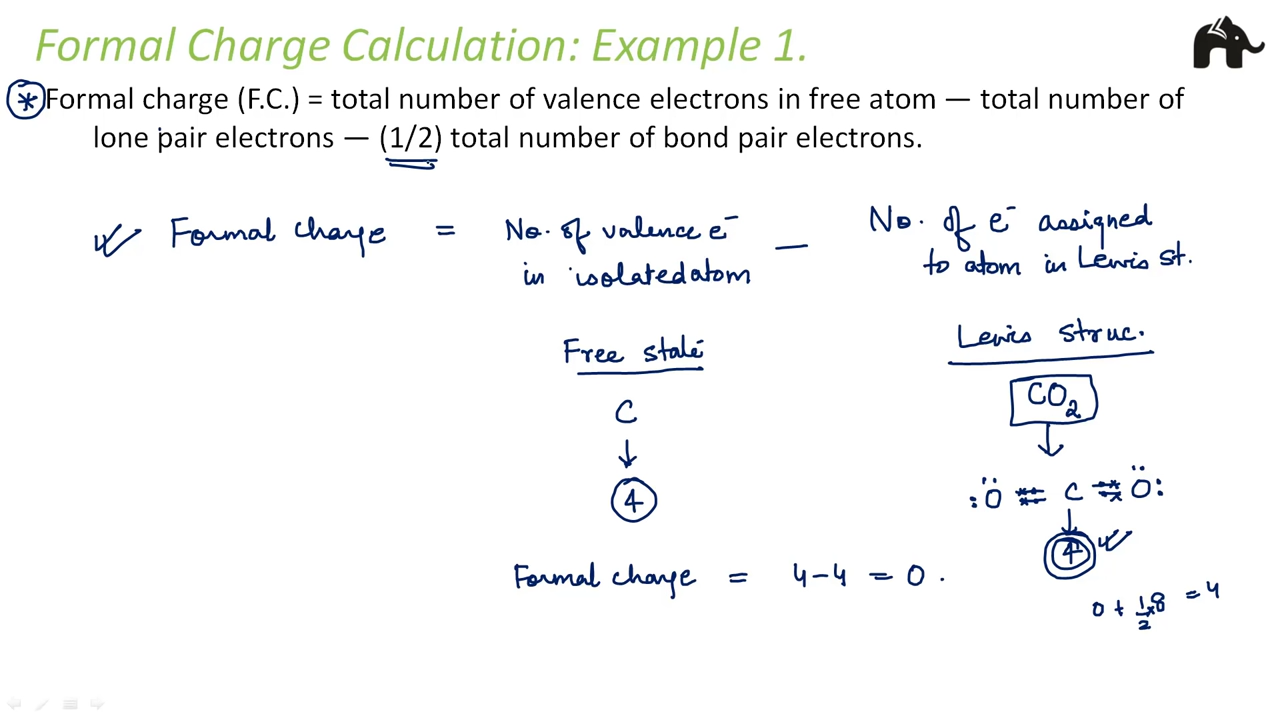 Formal Charge Calculation: Example 1.
* Formal charge (F.C.) = total number of valence electrons in free atom — total number of
lone pair electrons — (1/2) total number of bond pair electrons.
Formal charge = No. of valence e⁻ — No. of e⁻ assigned
in isolated atom to atom in Lewis st.
Free state Lewis struc.
C CO₂
↓ ↓
4 :Ö = C = Ö:
↓
4
Formal charge = 4 – 4 = 0.
0 + 1/2 × 8 = 4